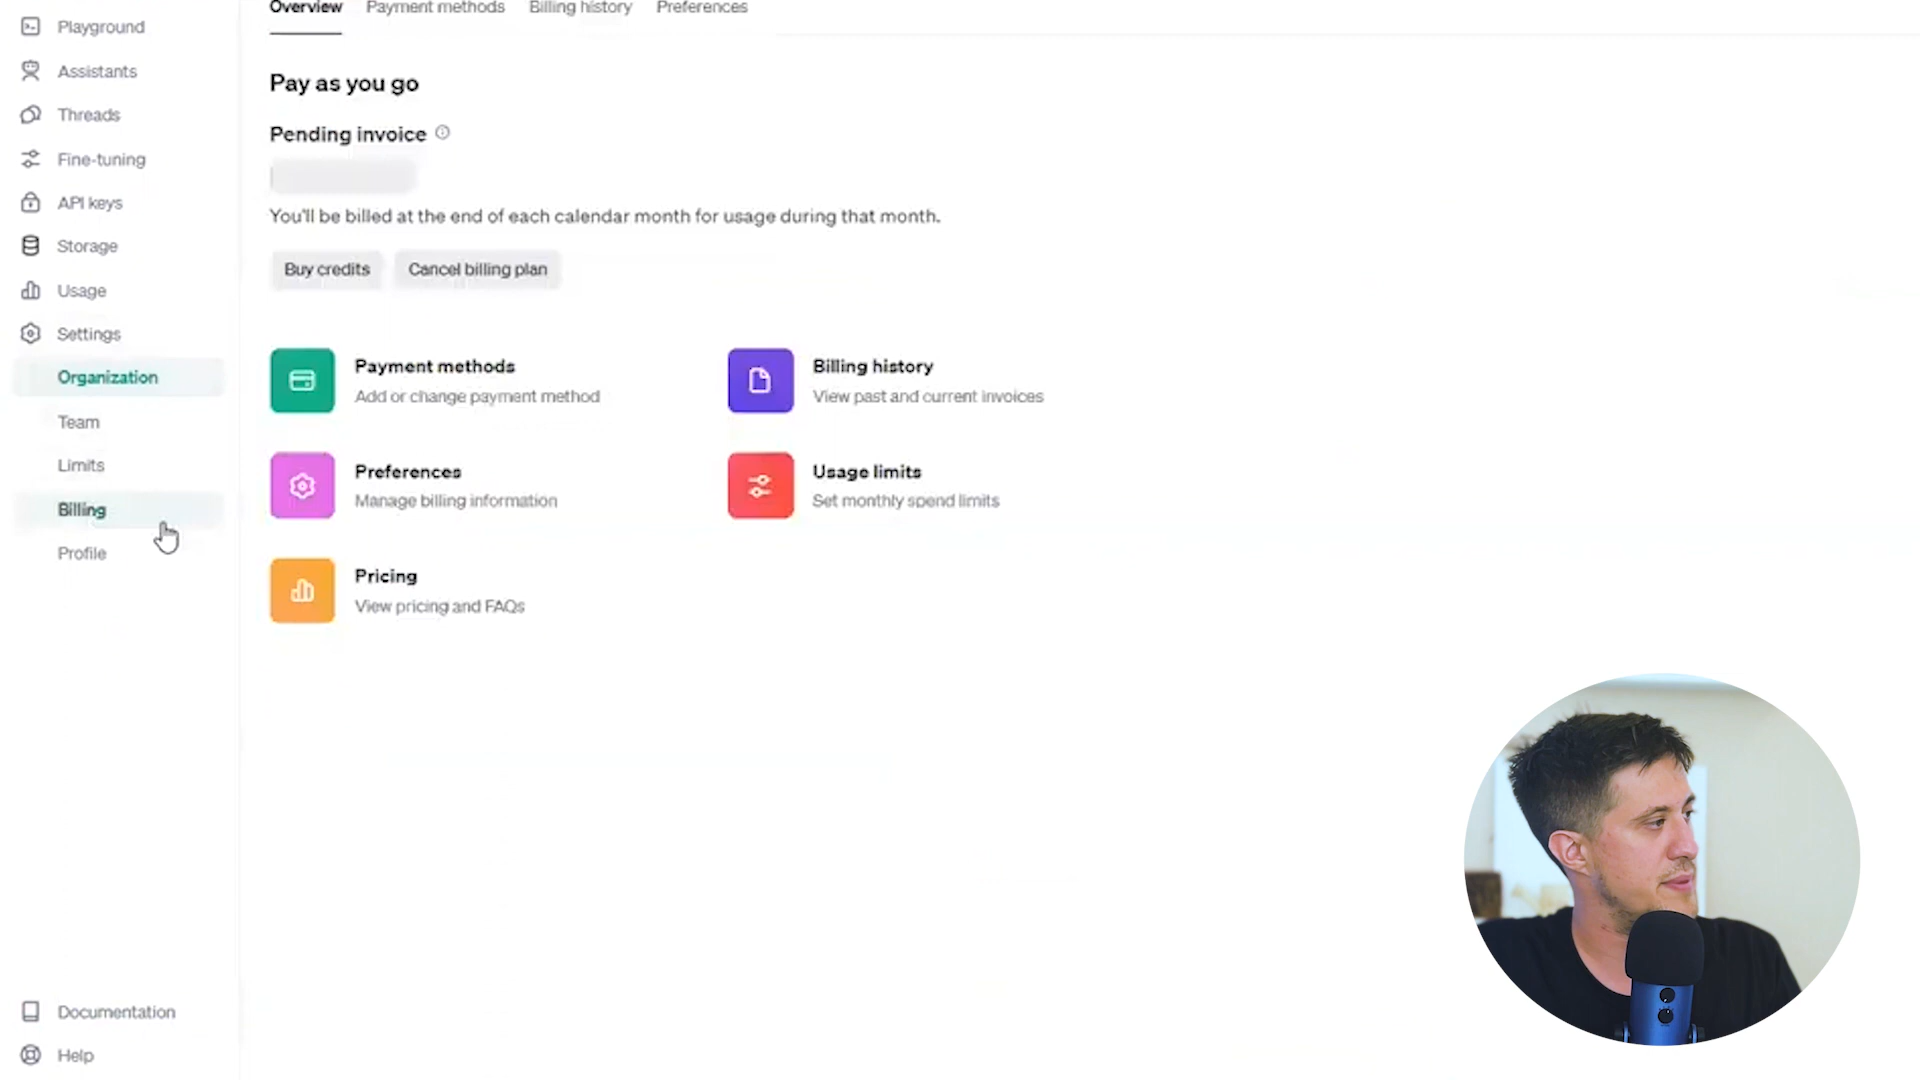 Playground
Assistants
Threads
Fine-tuning
API keys
Storage
Usage
Settings
Organization
Team
Limits
Billing
Profile
Documentation
Help
Overview Payment methods Billing history Preferences
Pay as you go
Pending invoice
You'll be billed at the end of each calendar month for usage during that month.
Buy credits Cancel billing plan
Payment methods
Add or change payment method
Billing history
View past and current invoices
Preferences
Manage billing information
Usage limits
Set monthly spend limits
Pricing
View pricing and FAQs